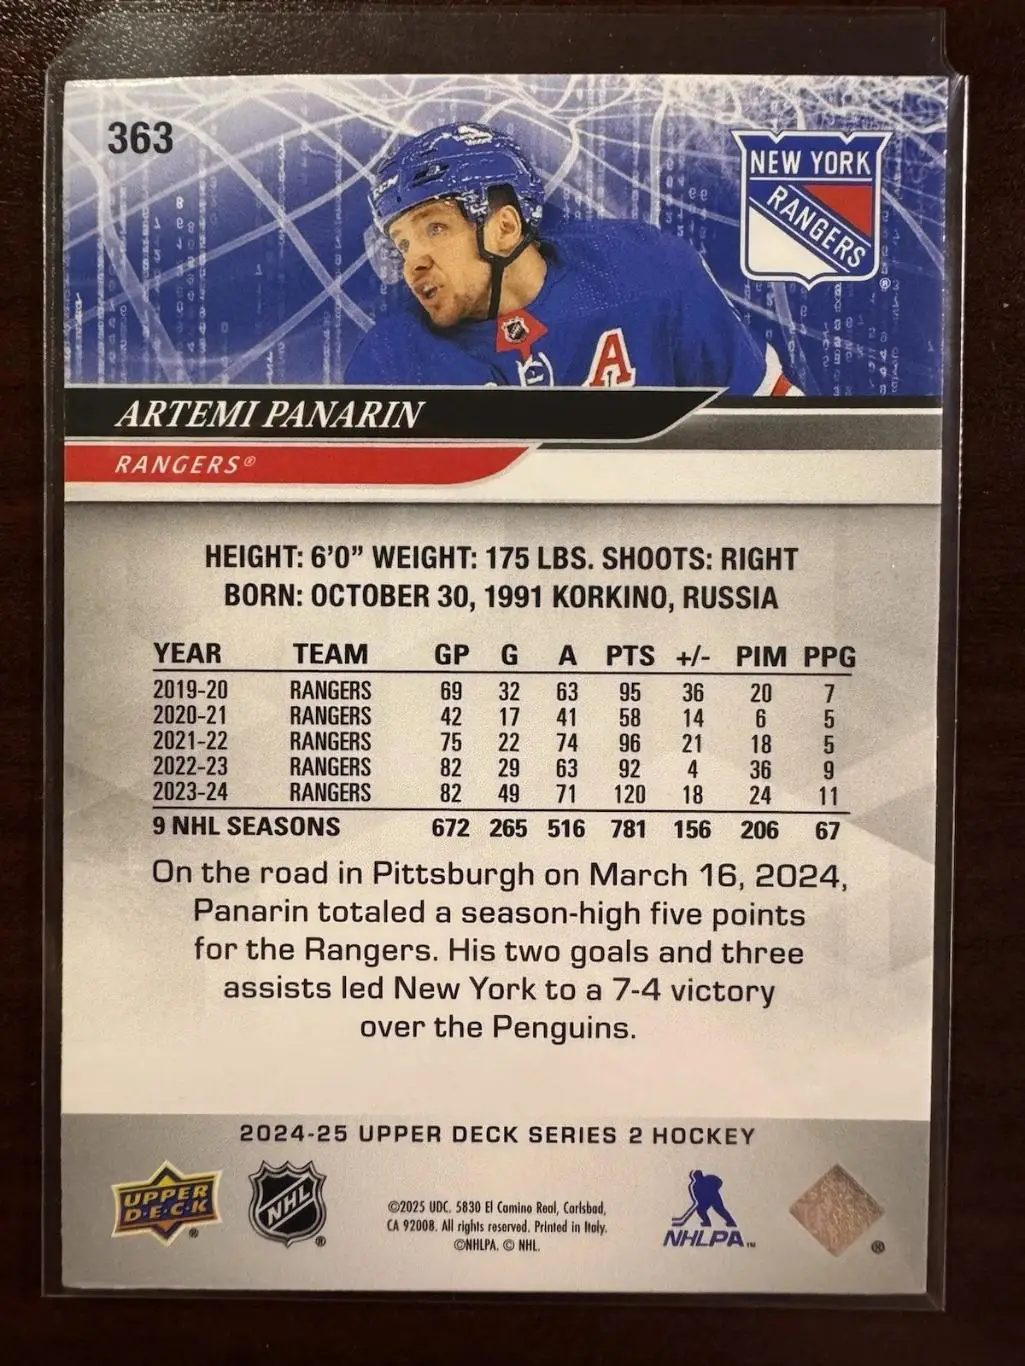 363
NEW YORK
RANGERS
®
CCM
A
ARTEMI PANARIN
RANGERS®
HEIGHT: 6'0" WEIGHT: 175 LBS. SHOOTS: RIGHT
BORN: OCTOBER 30, 1991 KORKINO, RUSSIA
YEAR TEAM GP G A PTS +/- PIM PPG
2019-20 RANGERS 69 32 63 95 36 20 7
2020-21 RANGERS 42 17 41 58 14 6 5
2021-22 RANGERS 75 22 74 96 21 18 5
2022-23 RANGERS 82 29 63 92 4 36 9
2023-24 RANGERS 82 49 71 120 18 24 11
9 NHL SEASONS 672 265 516 781 156 206 67
On the road in Pittsburgh on March 16, 2024,
Panarin totaled a season-high five points
for the Rangers. His two goals and three
assists led New York to a 7-4 victory
over the Penguins.
2024-25 UPPER DECK SERIES 2 HOCKEY
UPPER
D·E·C·K
®
NHL
®
©2025 UDC. 5830 El Camino Real, Carlsbad,
CA 92008. All rights reserved. Printed in Italy.
©NHLPA. © NHL.
NHLPA™
®